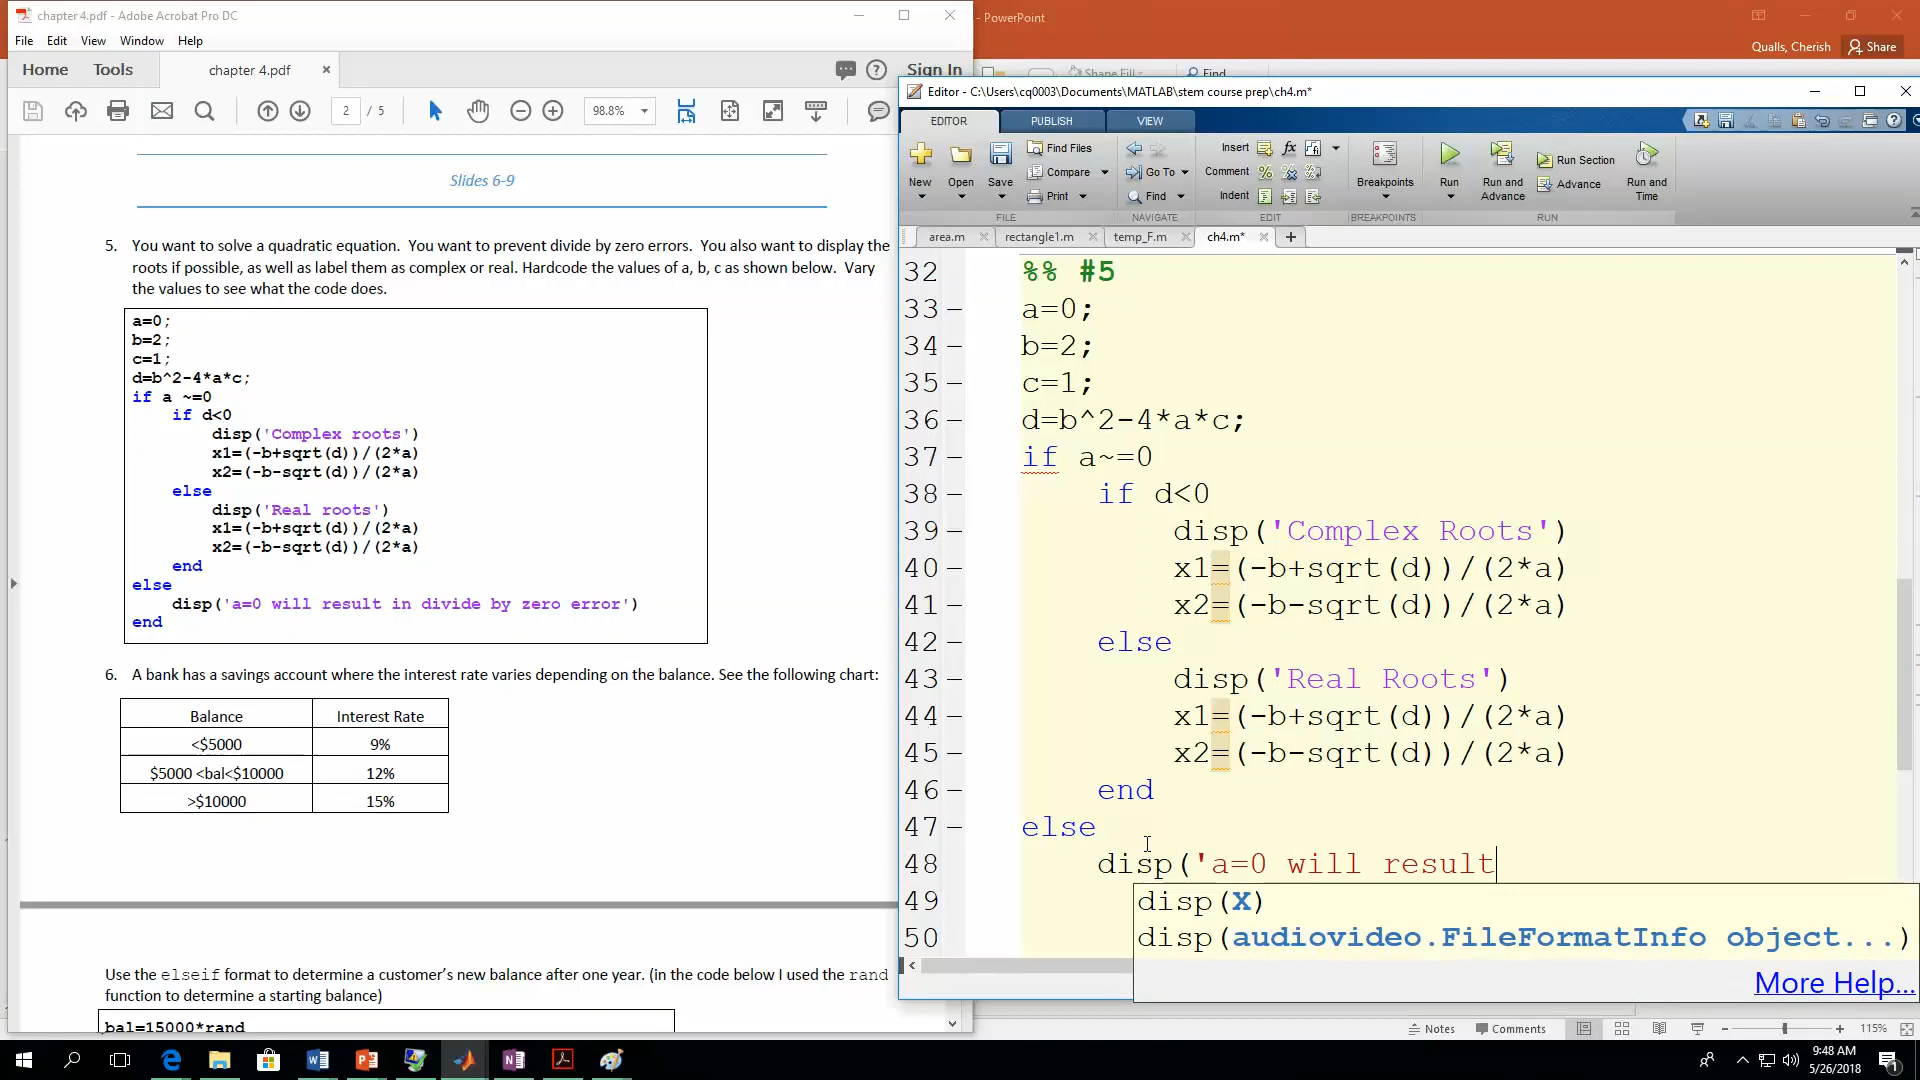 chapter 4.pdf - Adobe Acrobat Pro DC
File Edit View Window Help
Home Tools chapter 4.pdf × Sign In
2 / 5 98.8%
Slides 6-9
5. You want to solve a quadratic equation. You want to prevent divide by zero errors. You also want to display the
roots if possible, as well as label them as complex or real. Hardcode the values of a, b, c as shown below. Vary
the values to see what the code does.
a=0;
b=2;
c=1;
d=b^2-4*a*c;
if a ~=0
if d<0
disp('Complex roots')
x1=(-b+sqrt(d))/(2*a)
x2=(-b-sqrt(d))/(2*a)
else
disp('Real roots')
x1=(-b+sqrt(d))/(2*a)
x2=(-b-sqrt(d))/(2*a)
end
else
disp('a=0 will result in divide by zero error')
end
6. A bank has a savings account where the interest rate varies depending on the balance. See the following chart:
Balance Interest Rate
<$5000 9%
$5000 <bal<$10000 12%
>$10000 15%
Use the elseif format to determine a customer's new balance after one year. (in the code below I used the rand
function to determine a starting balance)
bal=15000*rand
- PowerPoint
Qualls, Cherish Share
Shape Fill Find
Editor - C:\Users\cq0003\Documents\MATLAB\stem course prep\ch4.m*
EDITOR PUBLISH VIEW
New Open Save Find Files Compare Print
Go To Find
Insert fx
Comment
Indent
Breakpoints Run Run and Advance Run Section Advance Run and Time
FILE NAVIGATE EDIT BREAKPOINTS RUN
area.m × rectangle1.m × temp_F.m × ch4.m* × +
32 %% #5
33 – a=0;
34 – b=2;
35 – c=1;
36 – d=b^2-4*a*c;
37 – if a~=0
38 – if d<0
39 – disp('Complex Roots')
40 – x1=(-b+sqrt(d))/(2*a)
41 – x2=(-b-sqrt(d))/(2*a)
42 – else
43 – disp('Real Roots')
44 – x1=(-b+sqrt(d))/(2*a)
45 – x2=(-b-sqrt(d))/(2*a)
46 – end
47 – else
48 disp('a=0 will result
49
50
disp(X)
disp(audiovideo.FileFormatInfo object...)
More Help...
Notes Comments 115%
9:48 AM
5/26/2018
1